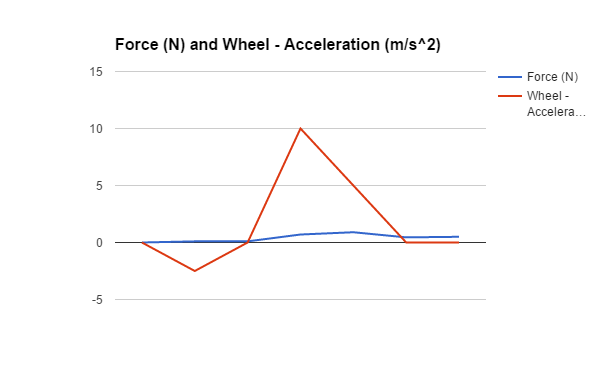 Force (N) and Wheel - Acceleration (m/s^2)
15
10
5
0
-5
Force (N)
Wheel -
Accelera...